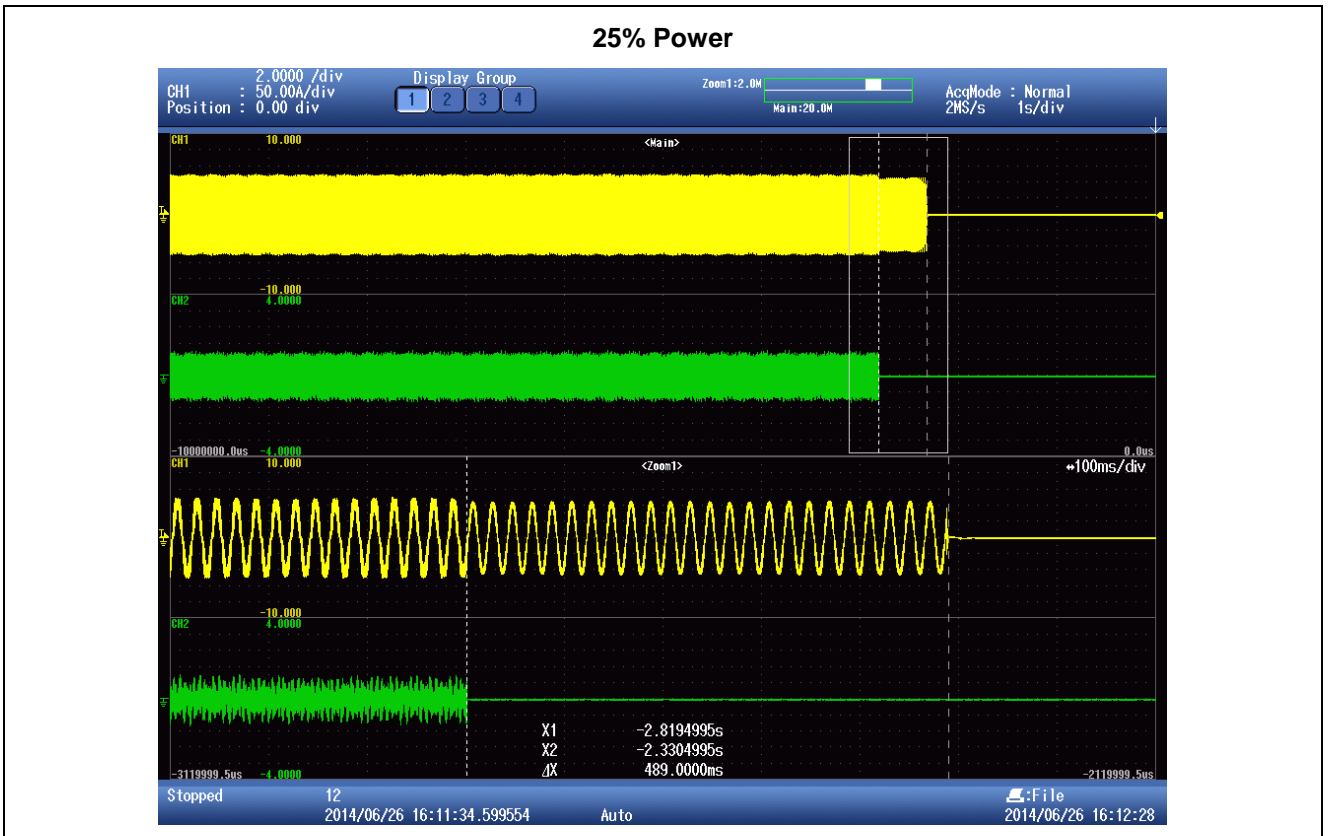 25% Power
2.0000 /div
CH1 : 50.00A/div
Position : 0.00 div
Display Group
1 2 3 4
Zoom1:2.0M
Main:20.0M
AcqMode : Normal
2MS/s 1s/div
CH1 10.000
<Main>
-10.000
CH2 4.0000
-10000000.0us -4.0000 0.0us
CH1 10.000
<Zoom1>
↔100ms/div
-10.000
CH2 4.0000
X1 -2.8194995s
X2 -2.3304995s
⊿X 489.0000ms
-3119999.5us -4.0000 -2119999.5us
Stopped 12
2014/06/26 16:11:34.599554 Auto
:File
2014/06/26 16:12:28